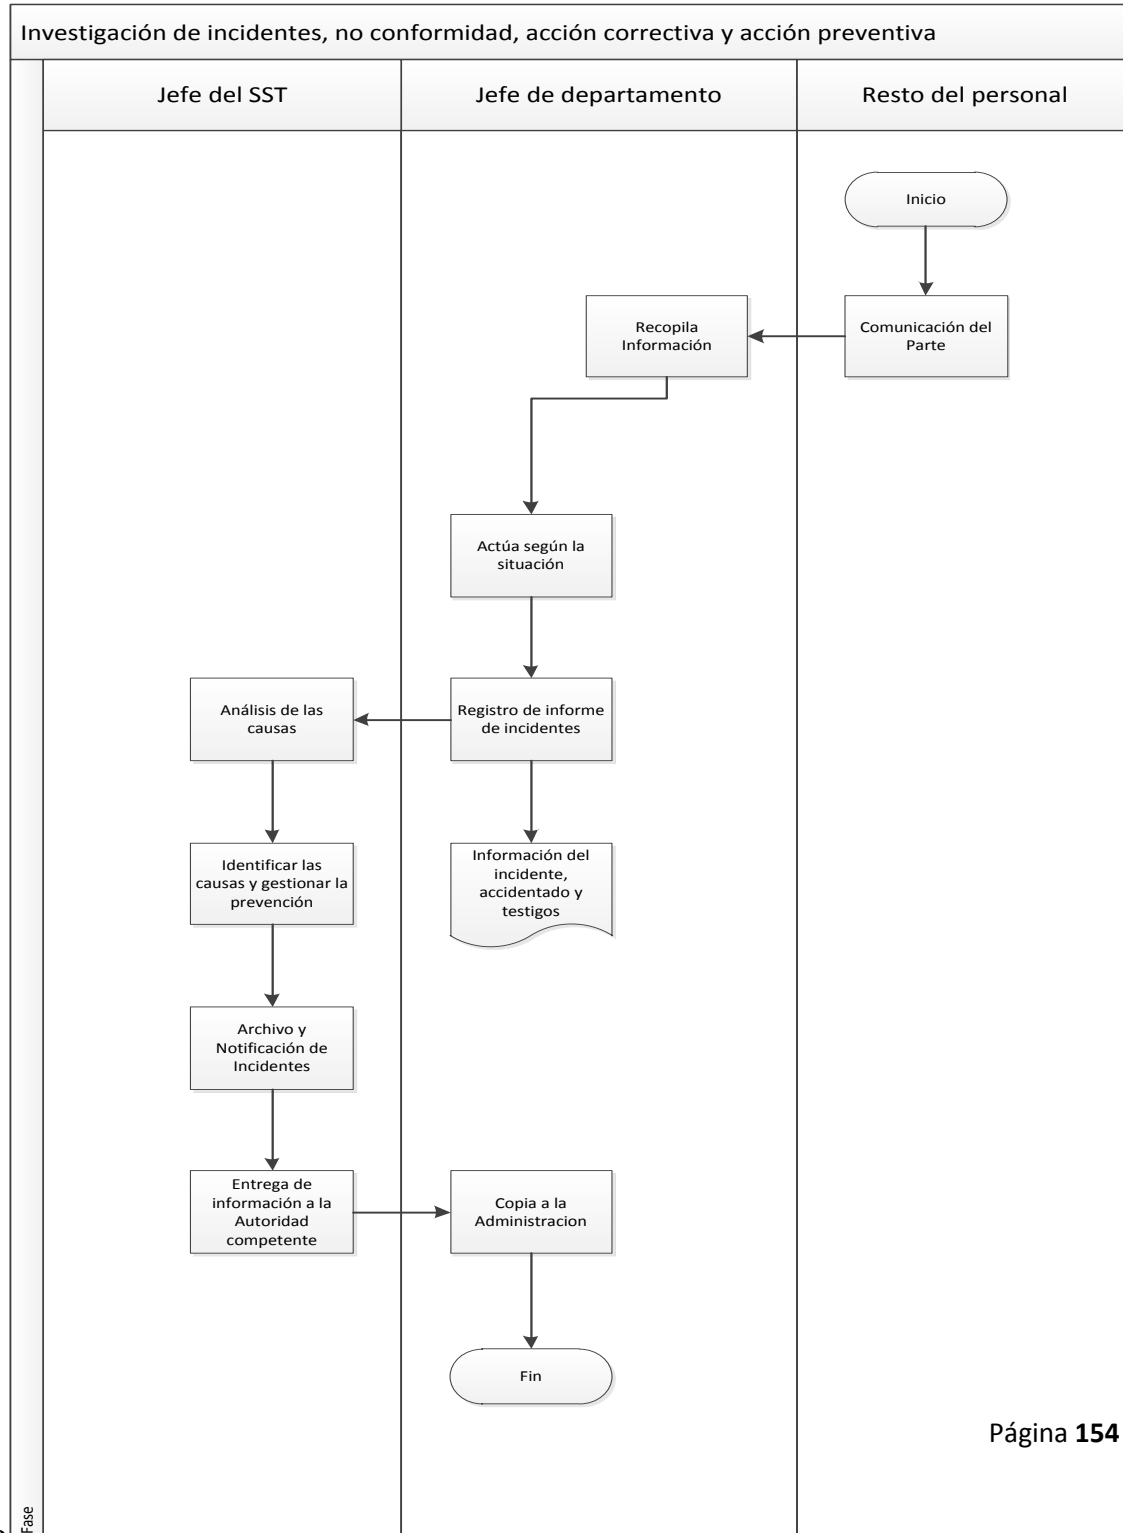 Investigación de incidentes, no conformidad, acción correctiva y acción preventiva
Jefe del SST
Jefe de departamento
Resto del personal
Inicio
Comunicación del
Parte
Recopila
Información
Actúa según la
situación
Registro de informe
de incidentes
Análisis de las
causas
Identificar las
causas y gestionar la
prevención
Información del
incidente,
accidentado y
testigos
Archivo y
Notificación de
Incidentes
Entrega de
información a la
Autoridad
competente
Copia a la
Administracion
Fin
Página 154
Fase